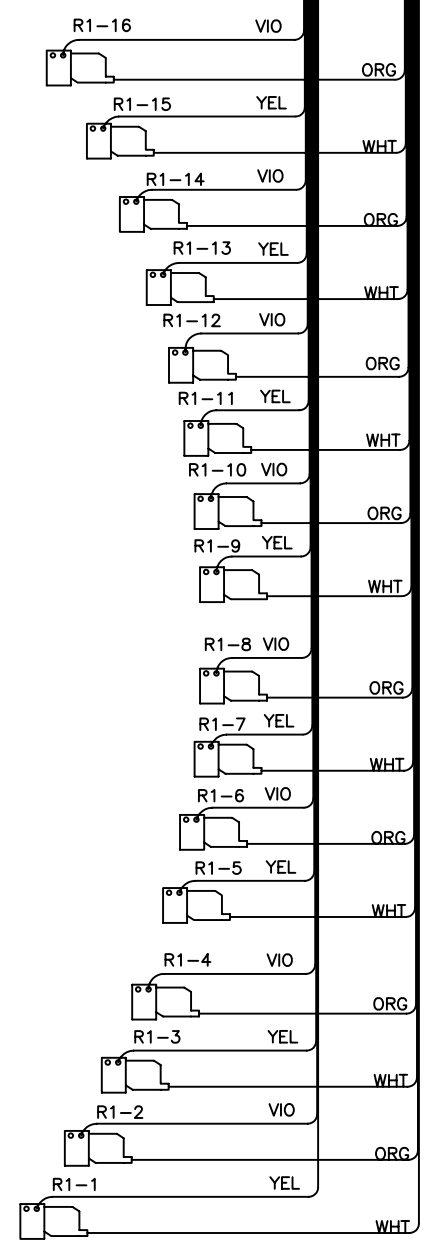 R1-16 VIO
ORG
R1-15 YEL
WHT
R1-14 VIO
ORG
R1-13 YEL
WHT
R1-12 VIO
ORG
R1-11 YEL
WHT
R1-10 VIO
ORG
R1-9 YEL
WHT
R1-8 VIO
ORG
R1-7 YEL
WHT
R1-6 VIO
ORG
R1-5 YEL
WHT
R1-4 VIO
ORG
R1-3 YEL
WHT
R1-2 VIO
ORG
R1-1 YEL
WHT